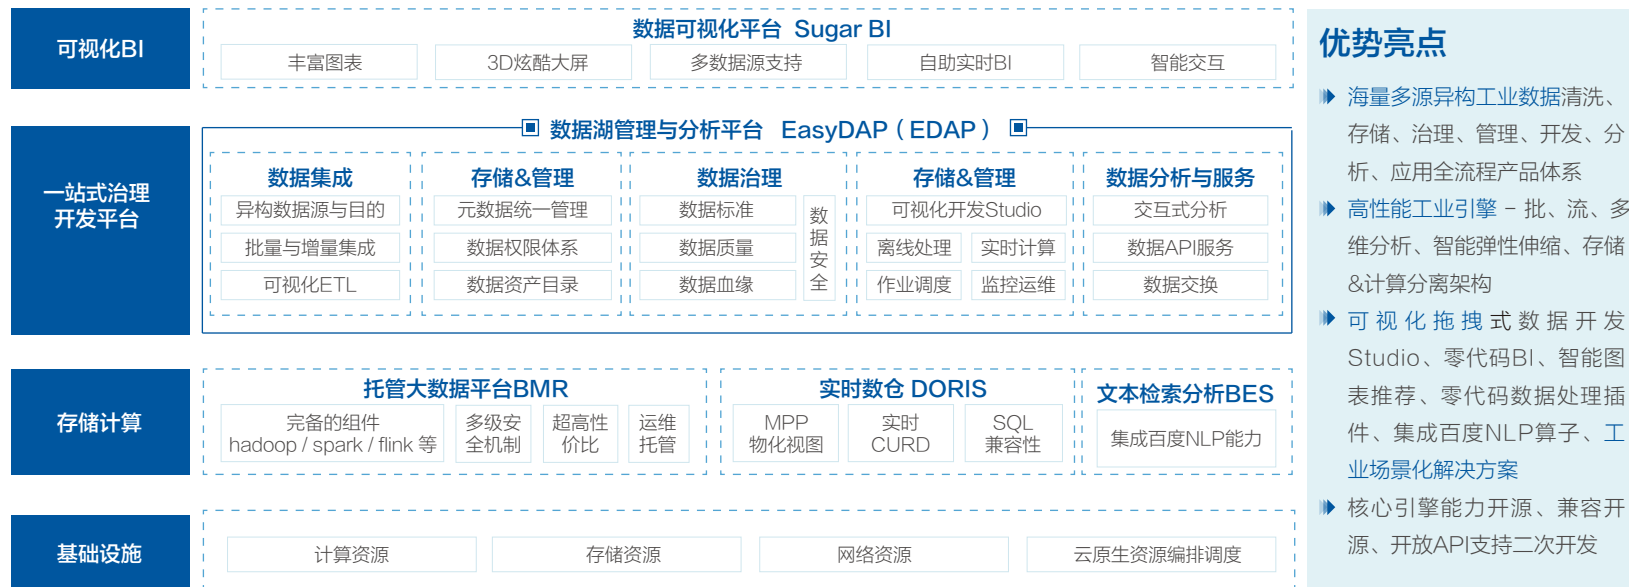 可视化BI
数据可视化平台 Sugar BI
丰富图表
3D炫酷大屏
多数据源支持
自助实时BI
智能交互
一站式治理
开发平台
数据湖管理与分析平台 EasyDAP（EDAP）
数据集成
异构数据源与目的
批量与增量集成
可视化ETL
存储&管理
元数据统一管理
数据权限体系
数据资产目录
数据治理
数据标准
数据质量
数据血缘
数据安全
存储&管理
可视化开发Studio
离线处理
实时计算
作业调度
监控运维
数据分析与服务
交互式分析
数据API服务
数据交换
存储计算
托管大数据平台BMR
完备的组件
hadoop / spark / flink 等
多级安
全机制
超高性
价比
运维
托管
实时数仓 DORIS
MPP
物化视图
实时
CURD
SQL
兼容性
文本检索分析BES
集成百度NLP能力
基础设施
计算资源
存储资源
网络资源
云原生资源编排调度
优势亮点
海量多源异构工业数据清洗、
存储、治理、管理、开发、分
析、应用全流程产品体系
高性能工业引擎 – 批、流、多
维分析、智能弹性伸缩、存储
&计算分离架构
可视化拖拽式数据开发
Studio、零代码BI、智能图
表推荐、零代码数据处理插
件、集成百度NLP算子、工
业场景化解决方案
核心引擎能力开源、兼容开
源、开放API支持二次开发